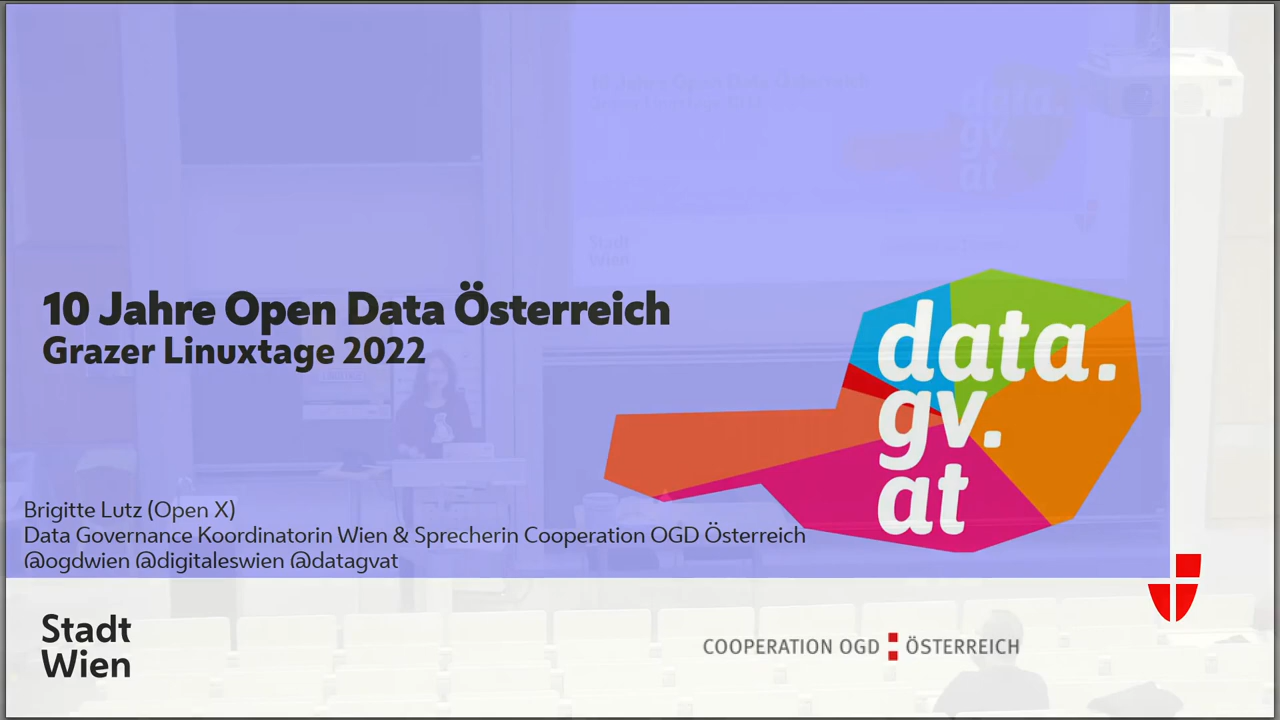 10 Jahre Open Data Österreich
Grazer Linuxtage 2022
data.
gv.
at
Brigitte Lutz (Open X)
Data Governance Koordinatorin Wien & Sprecherin Cooperation OGD Österreich
@ogdwien @digitaleswien @datagvat
Stadt
Wien
COOPERATION OGD ÖSTERREICH